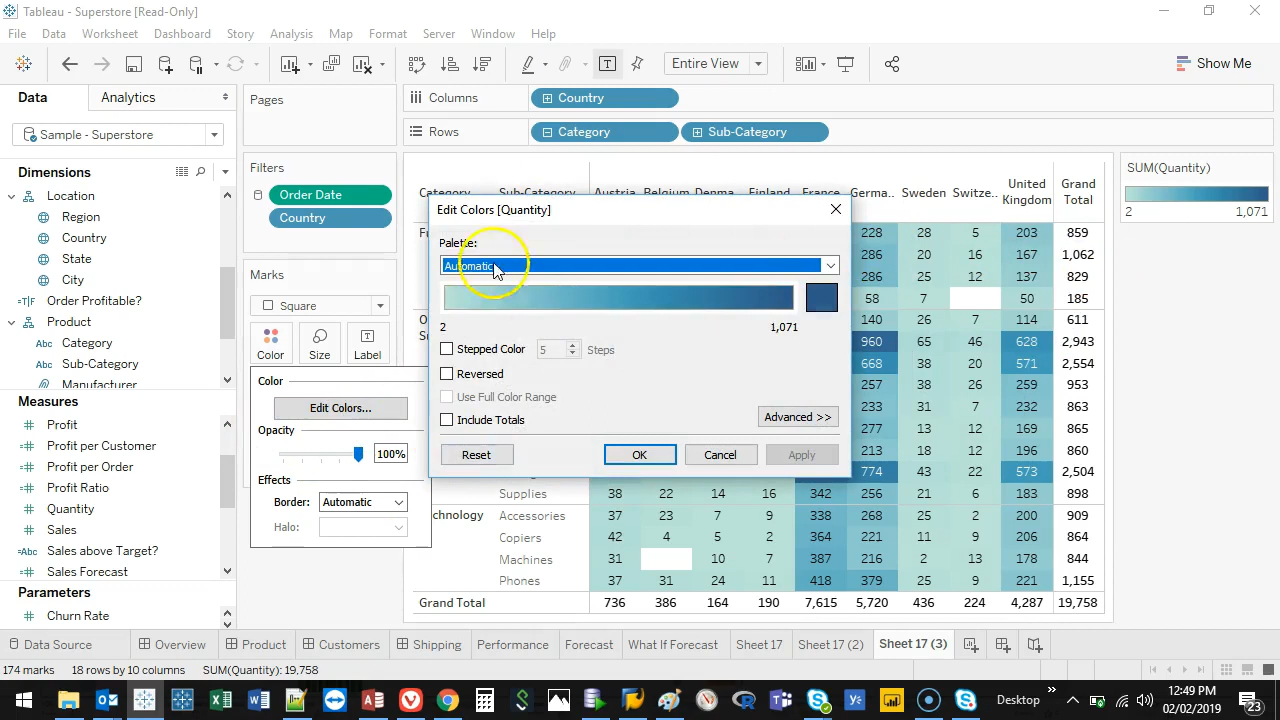 Tableau - Superstore [Read-Only]
File Data Worksheet Dashboard Story Analysis Map Format Server Window Help
Entire View
Show Me
Data Analytics
Pages
Columns Country
Rows Category Sub-Category
Sample - Superstore
Dimensions
Location
Region
Country
State
City
Order Profitable?
Product
Category
Sub-Category
Manufacturer
Measures
Profit
Profit per Customer
Profit per Order
Profit Ratio
Quantity
Sales
Sales above Target?
Sales Forecast
Parameters
Churn Rate
Filters
Order Date
Country
Marks
Square
Color Size Label
Color
Edit Colors...
Opacity
100%
Effects
Border: Automatic
Halo:
SUM(Quantity)
2 1,071
Category Sub-Category Austria Belgium Denma.. Finland France Germa.. Sweden Switze.. United Kingdom Grand Total
228 28 5 203 859
286 20 16 167 1,062
286 25 12 137 829
58 7 50 185
140 26 7 114 611
960 65 46 628 2,943
668 38 20 571 2,554
257 38 26 259 953
233 31 7 232 863
277 13 12 169 889
213 18 12 196 860
774 43 22 573 2,504
Supplies 38 22 14 16 342 256 21 6 183 898
Accessories 37 23 7 9 338 268 25 2 200 909
Copiers 42 4 5 2 364 221 11 9 206 864
Machines 31 10 7 387 216 2 13 178 844
Phones 37 31 24 11 418 379 25 9 221 1,155
Grand Total 736 386 164 190 7,615 5,720 436 224 4,287 19,758
Edit Colors [Quantity]
Palette:
Automatic
2 1,071
Stepped Color 5 Steps
Reversed
Use Full Color Range
Include Totals
Advanced >>
Reset OK Cancel Apply
Data Source Overview Product Customers Shipping Performance Forecast What If Forecast Sheet 17 Sheet 17 (2) Sheet 17 (3)
174 marks 18 rows by 10 columns SUM(Quantity): 19,758
Desktop
12:49 PM
02/02/2019
23